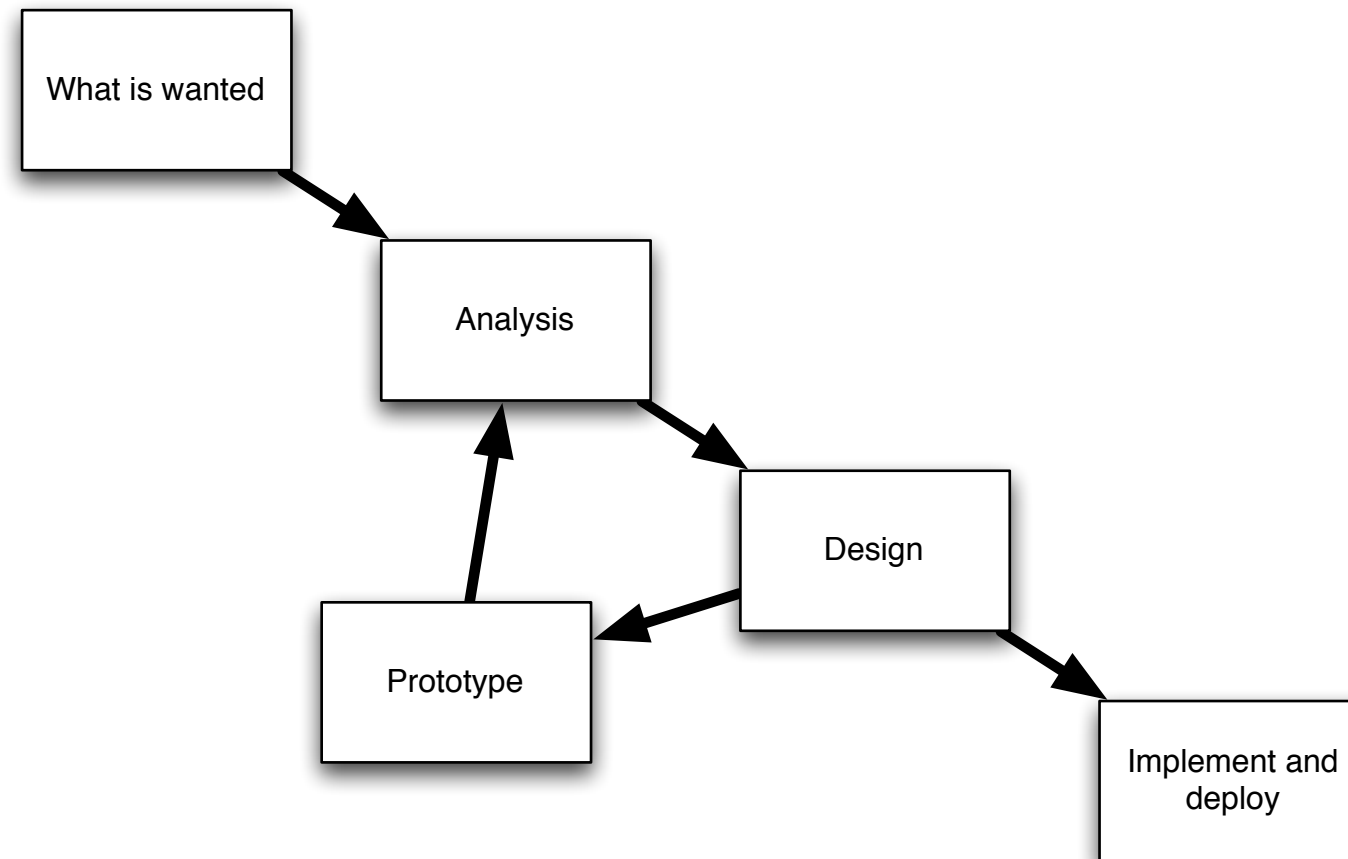 What is wanted
Analysis
Design
Prototype
Implement and
deploy